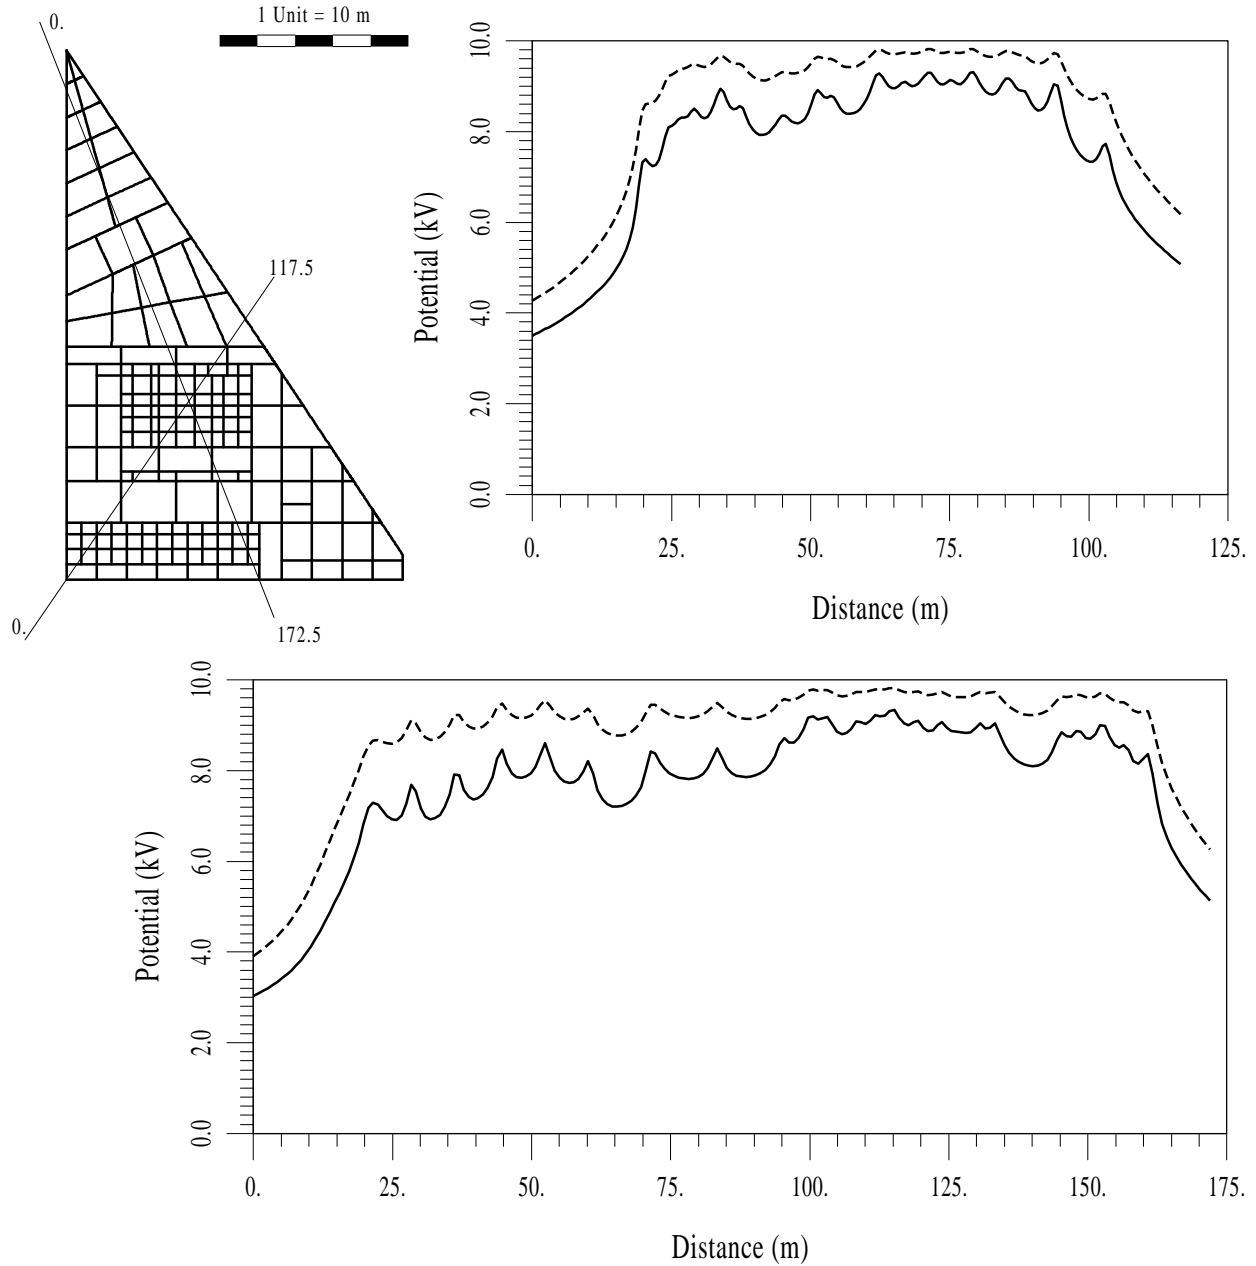 0.
1 Unit = 10 m
117.5
0.
172.5
10.0
8.0
6.0
4.0
2.0
0.0
Potential (kV)
0. 25. 50. 75. 100. 125.
Distance (m)
10.0
8.0
6.0
4.0
2.0
0.0
Potential (kV)
0. 25. 50. 75. 100. 125. 150. 175.
Distance (m)